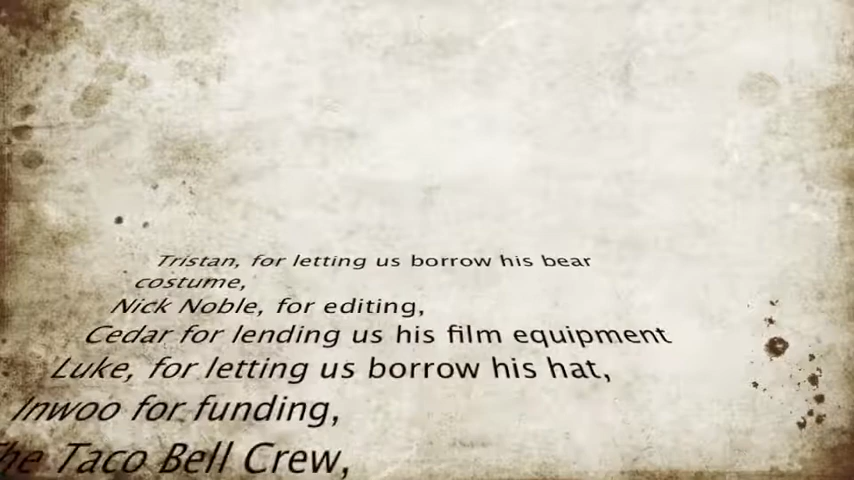 Tristan, for letting us borrow his bear
costume,
Nick Noble, for editing,
Cedar for lending us his film equipment
Luke, for letting us borrow his hat,
Inwoo for funding,
The Taco Bell Crew,